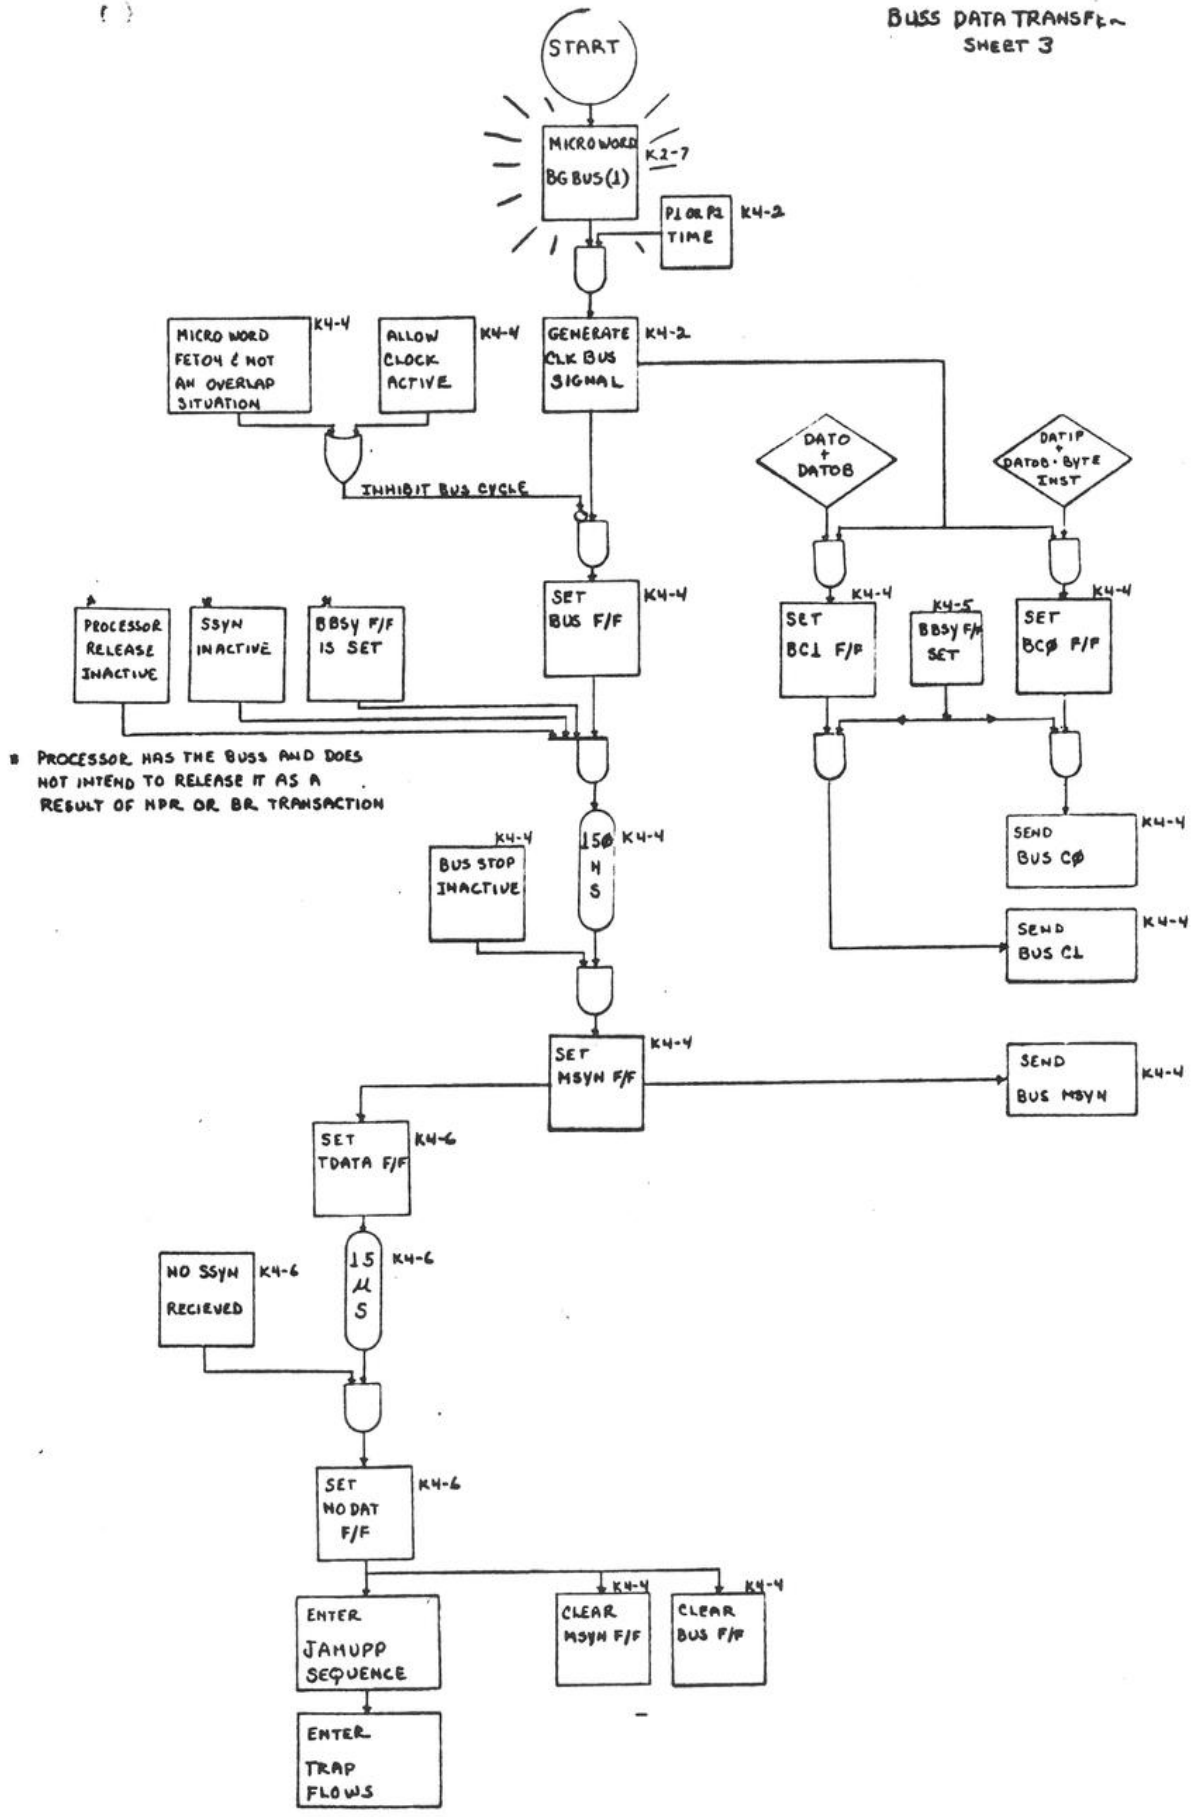 BUSS DATA TRANSFER
SHEET 3
START
MICROWORD
BG BUS(1)
K2-7
P1 OR P2
TIME
K4-2
MICRO WORD
FET04 & NOT
AN OVERLAP
SITUATION
K4-4
ALLOW
CLOCK
ACTIVE
K4-4
GENERATE
CLK BUS
SIGNAL
K4-2
DATO
+
DATOB
DATIP
+
DATOB · BYTE
INST
INHIBIT BUS CYCLE
SET
BUS F/F
K4-4
PROCESSOR
RELEASE
INACTIVE
SSYN
INACTIVE
BBSY F/F
IS SET
K4-4
SET
BC1 F/F
K4-5
BBSY F/F
SET
K4-4
SET
BCØ F/F
* PROCESSOR HAS THE BUSS AND DOES
NOT INTEND TO RELEASE IT AS A
RESULT OF NPR OR BR TRANSACTION
15Ø
N
S
K4-4
K4-4
BUS STOP
INACTIVE
SEND
BUS CØ
K4-4
SEND
BUS C1
K4-4
SET
MSYN F/F
K4-4
SEND
BUS MSYN
K4-4
SET
TDATA F/F
K4-6
15
µ
S
K4-6
NO SSYN
RECIEVED
K4-6
SET
NODAT
F/F
K4-6
ENTER
JAMUPP
SEQUENCE
K4-4
CLEAR
MSYN F/F
K4-4
CLEAR
BUS F/F
ENTER
TRAP
FLOWS